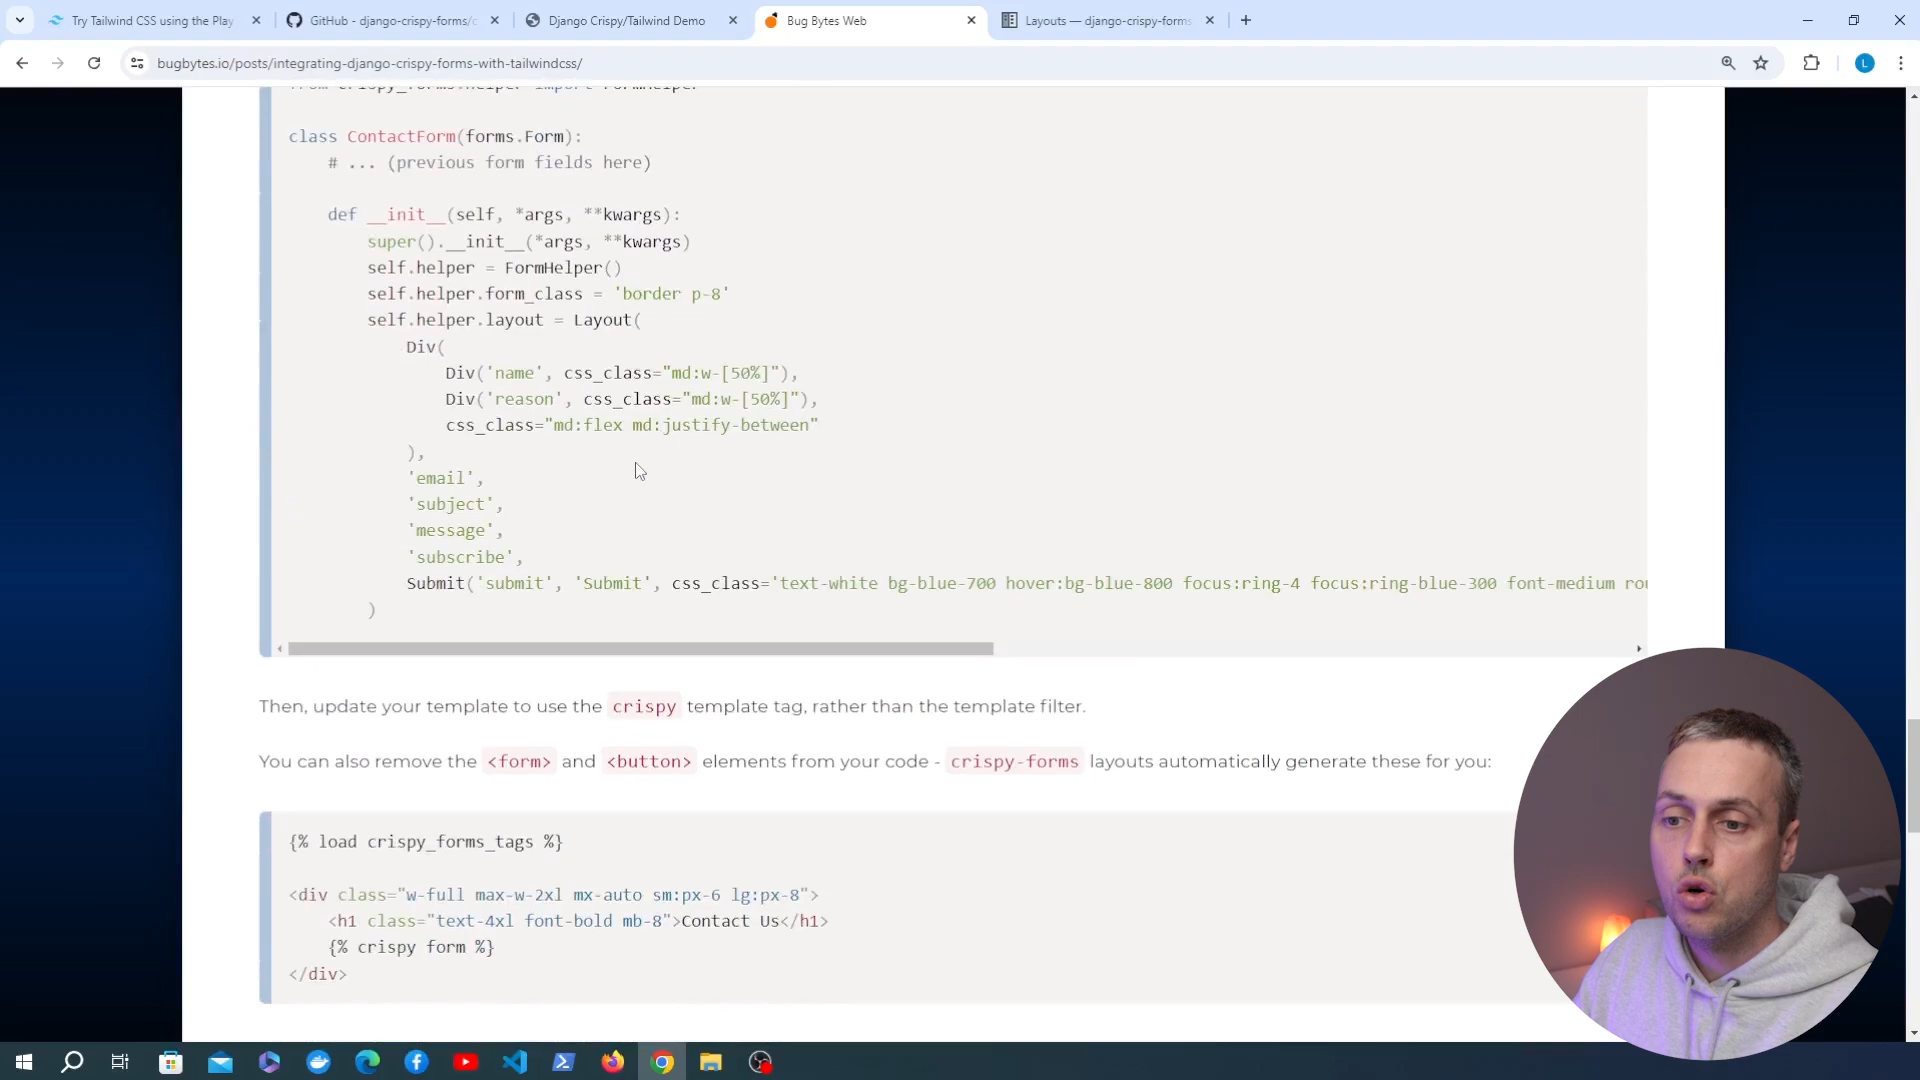 Try Tailwind CSS using the Play
GitHub - django-crispy-forms/c
Django Crispy/Tailwind Demo
Bug Bytes Web
Layouts — django-crispy-forms
bugbytes.io/posts/integrating-django-crispy-forms-with-tailwindcss/
L
from crispy_forms.helper import FormHelper
class ContactForm(forms.Form):
# ... (previous form fields here)
def __init__(self, *args, **kwargs):
super().__init__(*args, **kwargs)
self.helper = FormHelper()
self.helper.form_class = 'border p-8'
self.helper.layout = Layout(
Div(
Div('name', css_class="md:w-[50%]"),
Div('reason', css_class="md:w-[50%]"),
css_class="md:flex md:justify-between"
),
'email',
'subject',
'message',
'subscribe',
Submit('submit', 'Submit', css_class='text-white bg-blue-700 hover:bg-blue-800 focus:ring-4 focus:ring-blue-300 font-medium rou
)
Then, update your template to use the crispy template tag, rather than the template filter.
You can also remove the <form> and <button> elements from your code - crispy-forms layouts automatically generate these for you:
{% load crispy_forms_tags %}
<div class="w-full max-w-2xl mx-auto sm:px-6 lg:px-8">
<h1 class="text-4xl font-bold mb-8">Contact Us</h1>
{% crispy form %}
</div>